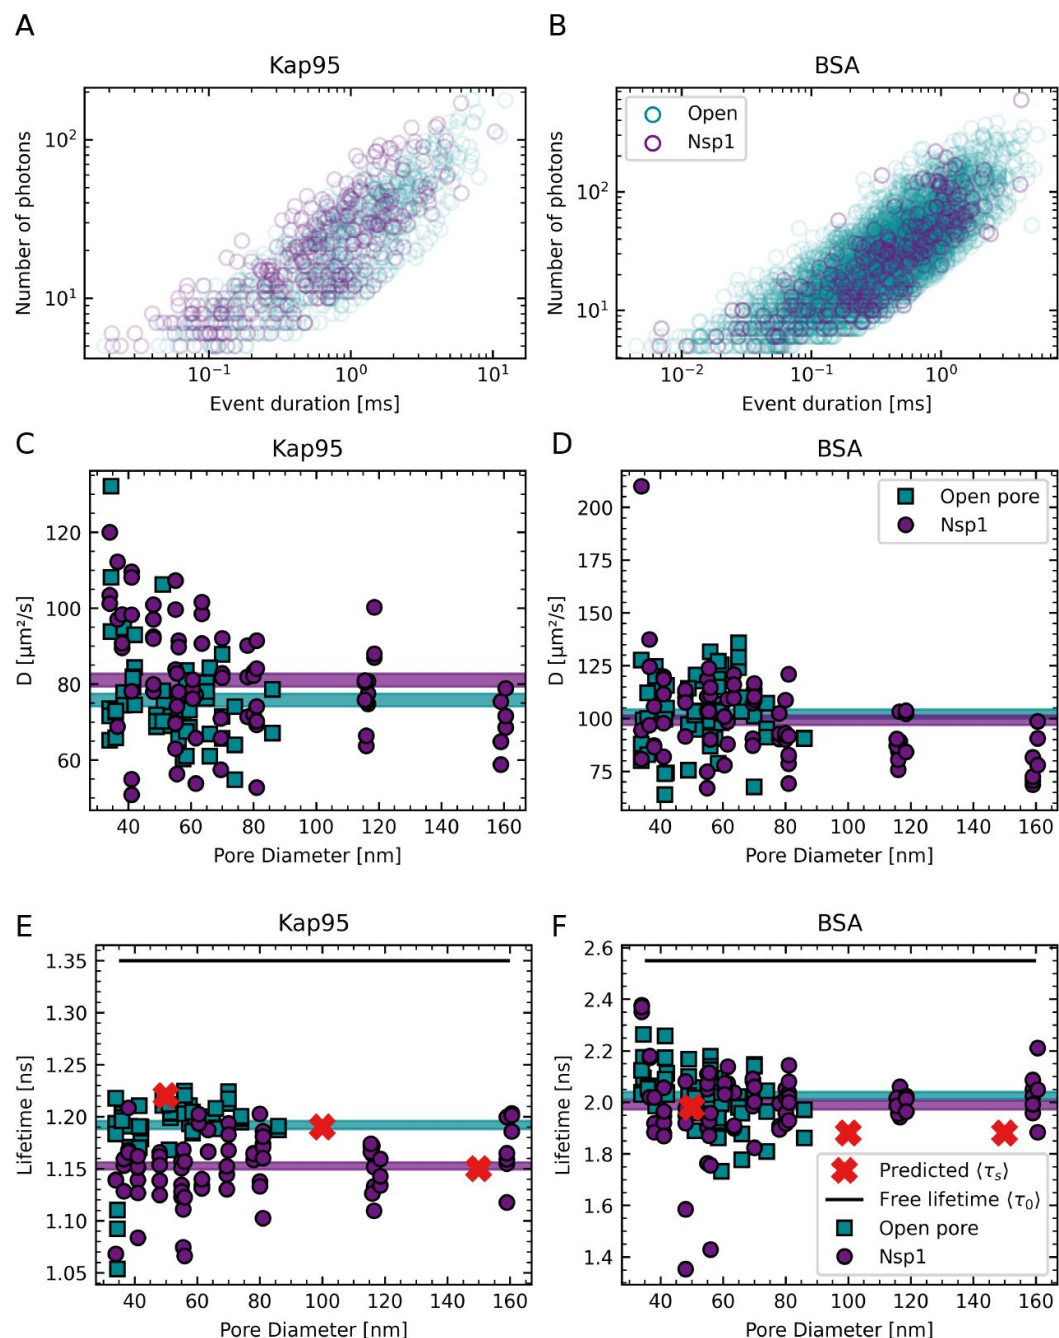 A
Kap95
Number of photons
10²
10¹
10⁻¹ 10⁰ 10¹
Event duration [ms]
B
BSA
Open
Nsp1
Number of photons
10²
10¹
10⁻² 10⁻¹ 10⁰
Event duration [ms]
C
Kap95
D [µm²/s]
120
100
80
60
40 60 80 100 120 140 160
Pore Diameter [nm]
D
BSA
Open pore
Nsp1
D [µm²/s]
200
175
150
125
100
75
40 60 80 100 120 140 160
Pore Diameter [nm]
E
Kap95
Lifetime [ns]
1.35
1.30
1.25
1.20
1.15
1.10
1.05
40 60 80 100 120 140 160
Pore Diameter [nm]
F
BSA
Lifetime [ns]
2.6
2.4
2.2
2.0
1.8
1.6
1.4
Predicted ⟨τₛ⟩
Free lifetime ⟨τ₀⟩
Open pore
Nsp1
40 60 80 100 120 140 160
Pore Diameter [nm]